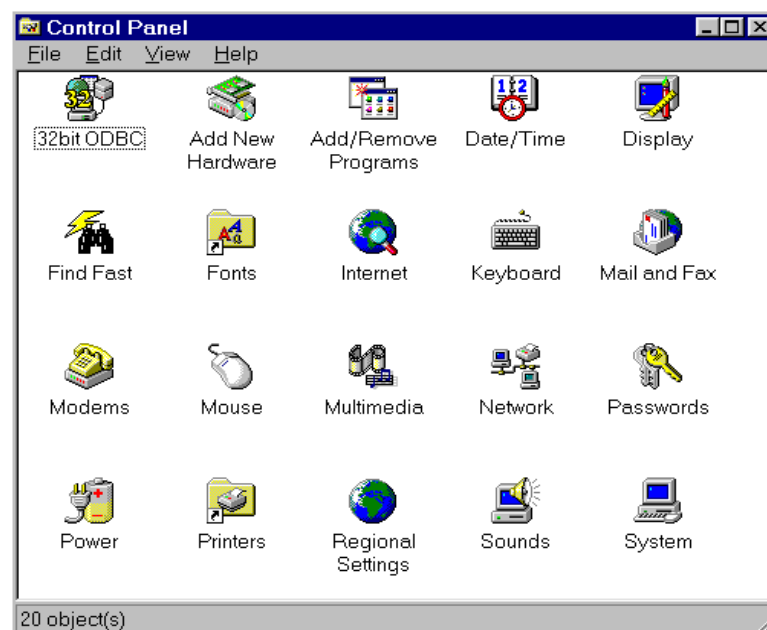 Control Panel
File Edit View Help
32bit ODBC
Add New
Hardware
Add/Remove
Programs
Date/Time
Display
Find Fast
Fonts
Internet
Keyboard
Mail and Fax
Modems
Mouse
Multimedia
Network
Passwords
Power
Printers
Regional
Settings
Sounds
System
20 object(s)